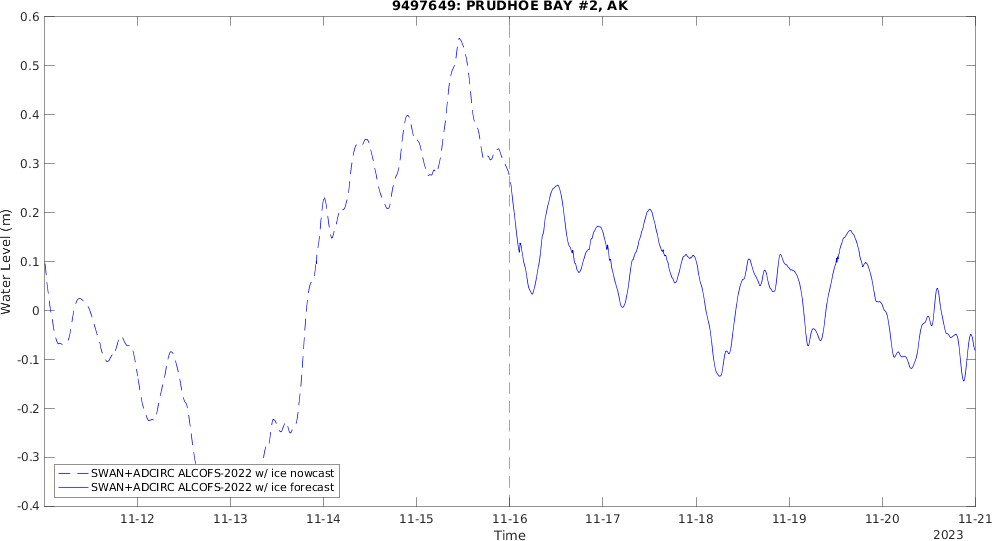 9497649: PRUDHOE BAY #2, AK
Water Level (m)
0.6
0.5
0.4
0.3
0.2
0.1
0
-0.1
-0.2
-0.3
-0.4
SWAN+ADCIRC ALCOFS-2022 w/ ice nowcast
SWAN+ADCIRC ALCOFS-2022 w/ ice forecast
11-12 11-13 11-14 11-15 11-16 11-17 11-18 11-19 11-20 11-21
Time
2023